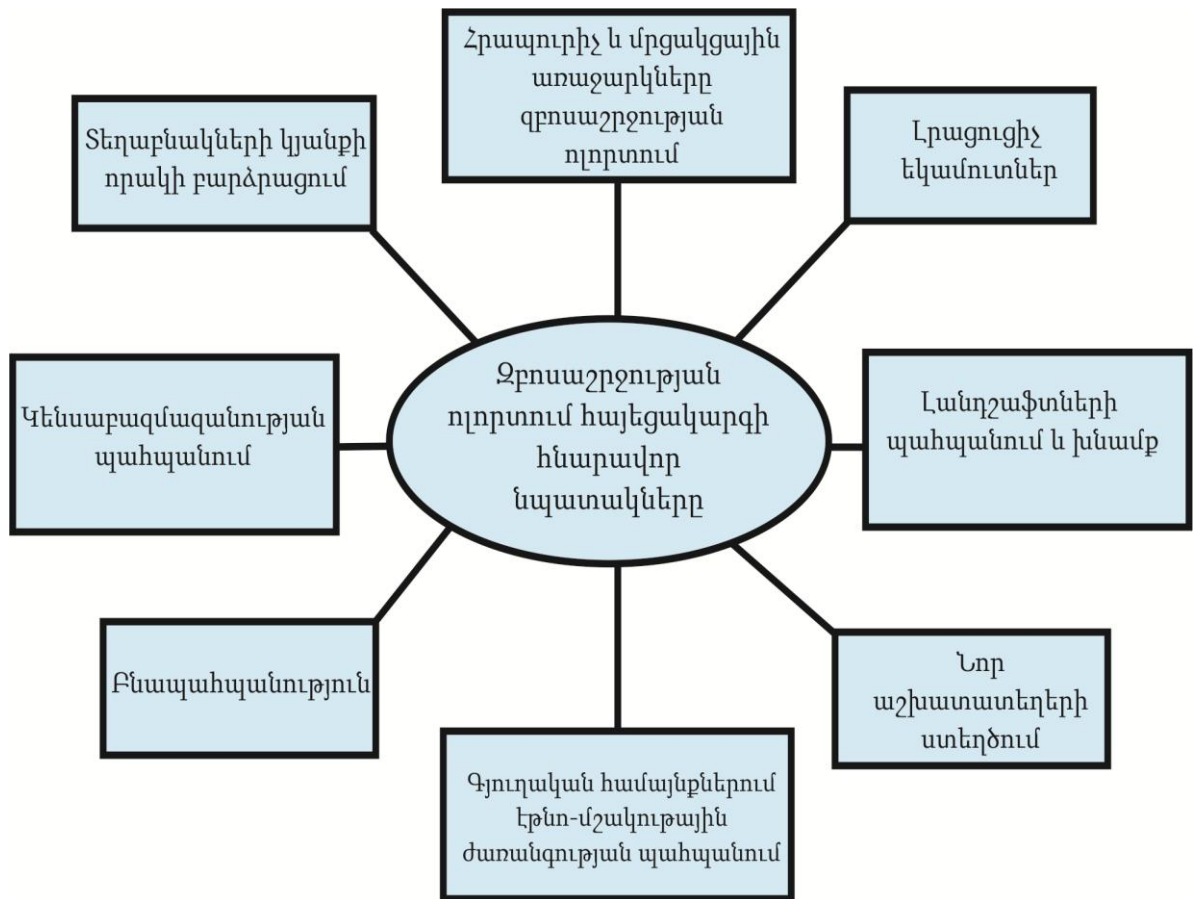 Հրապուրիչ և մրցակցային
առաջարկները
զբոսաշրջության
ոլորտում
Տեղաբնակների կյանքի
որակի բարձրացում
Լրացուցիչ
եկամուտներ
Կենսաբազմազանության
պահպանում
Զբոսաշրջության
ոլորտում հայեցակարգի
հնարավոր
նպատակները
Լանդշաֆտների
պահպանում և խնամք
Բնապահպանություն
Նոր
աշխատատեղերի
ստեղծում
Գյուղական համայնքներում
էթնո-մշակութային
ժառանգության պահպանում